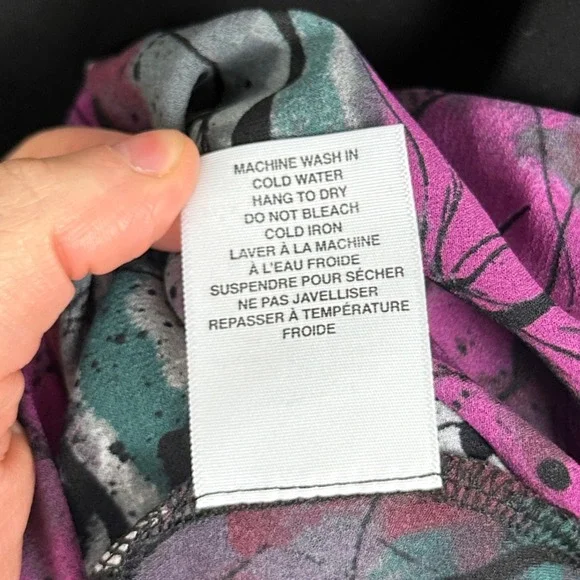 MACHINE WASH IN
COLD WATER
HANG TO DRY
DO NOT BLEACH
COLD IRON
LAVER À LA MACHINE
À L'EAU FROIDE
SUSPENDRE POUR SÉCHER
NE PAS JAVELLISER
REPASSER À TEMPÉRATURE
FROIDE